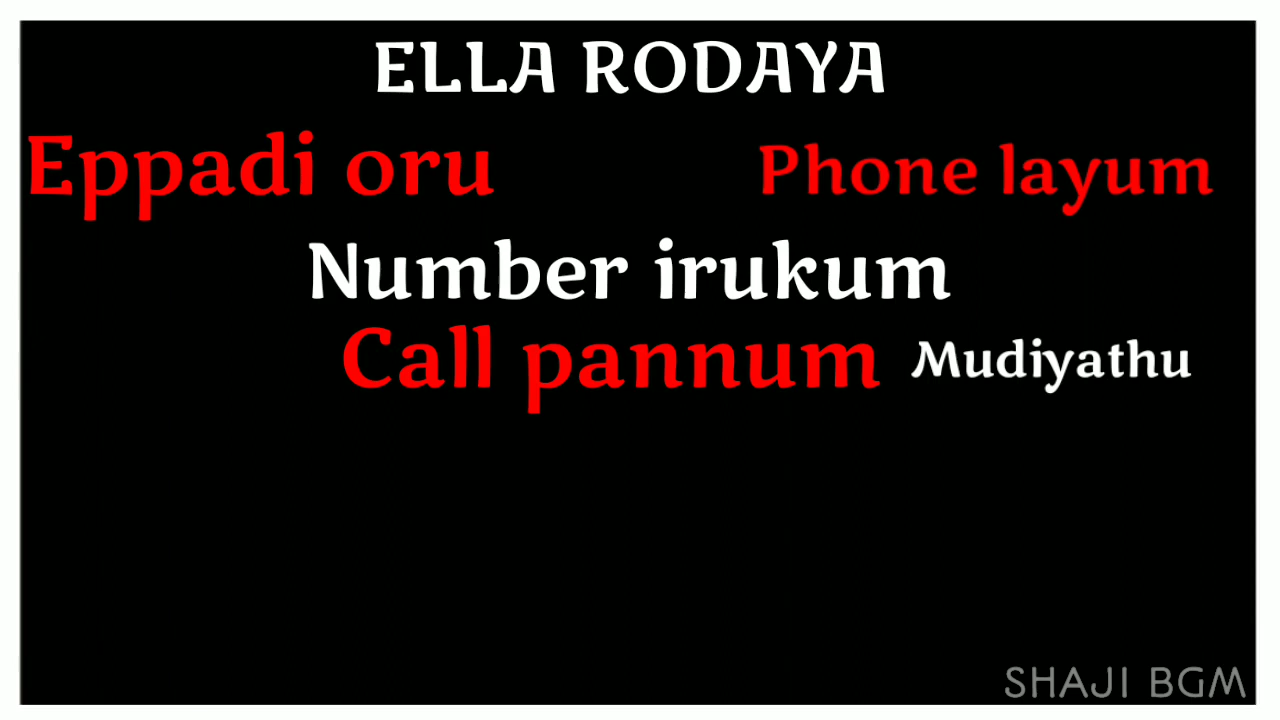 ELLA RODAYA
Eppadi oru Phone layum
Number irukum
Call pannum Mudiyathu
SHAJI BGM